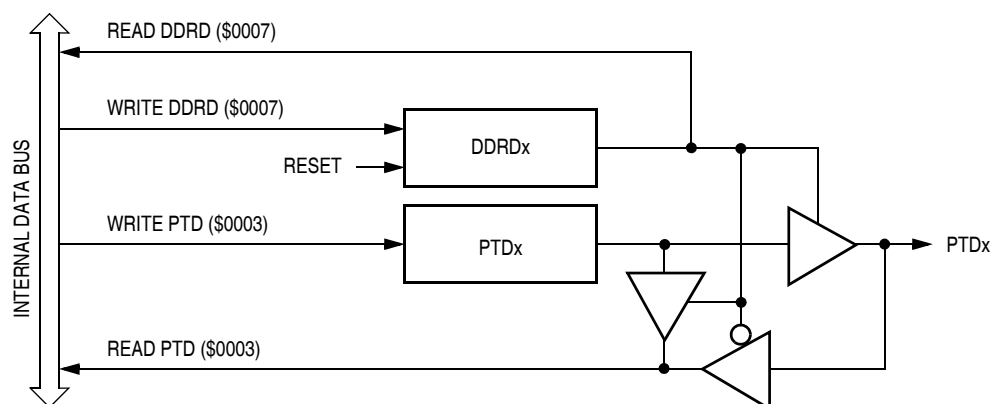 READ DDRD ($0007)
WRITE DDRD ($0007)
DDRDx
RESET
INTERNAL DATA BUS
WRITE PTD ($0003)
PTDx
PTDx
READ PTD ($0003)